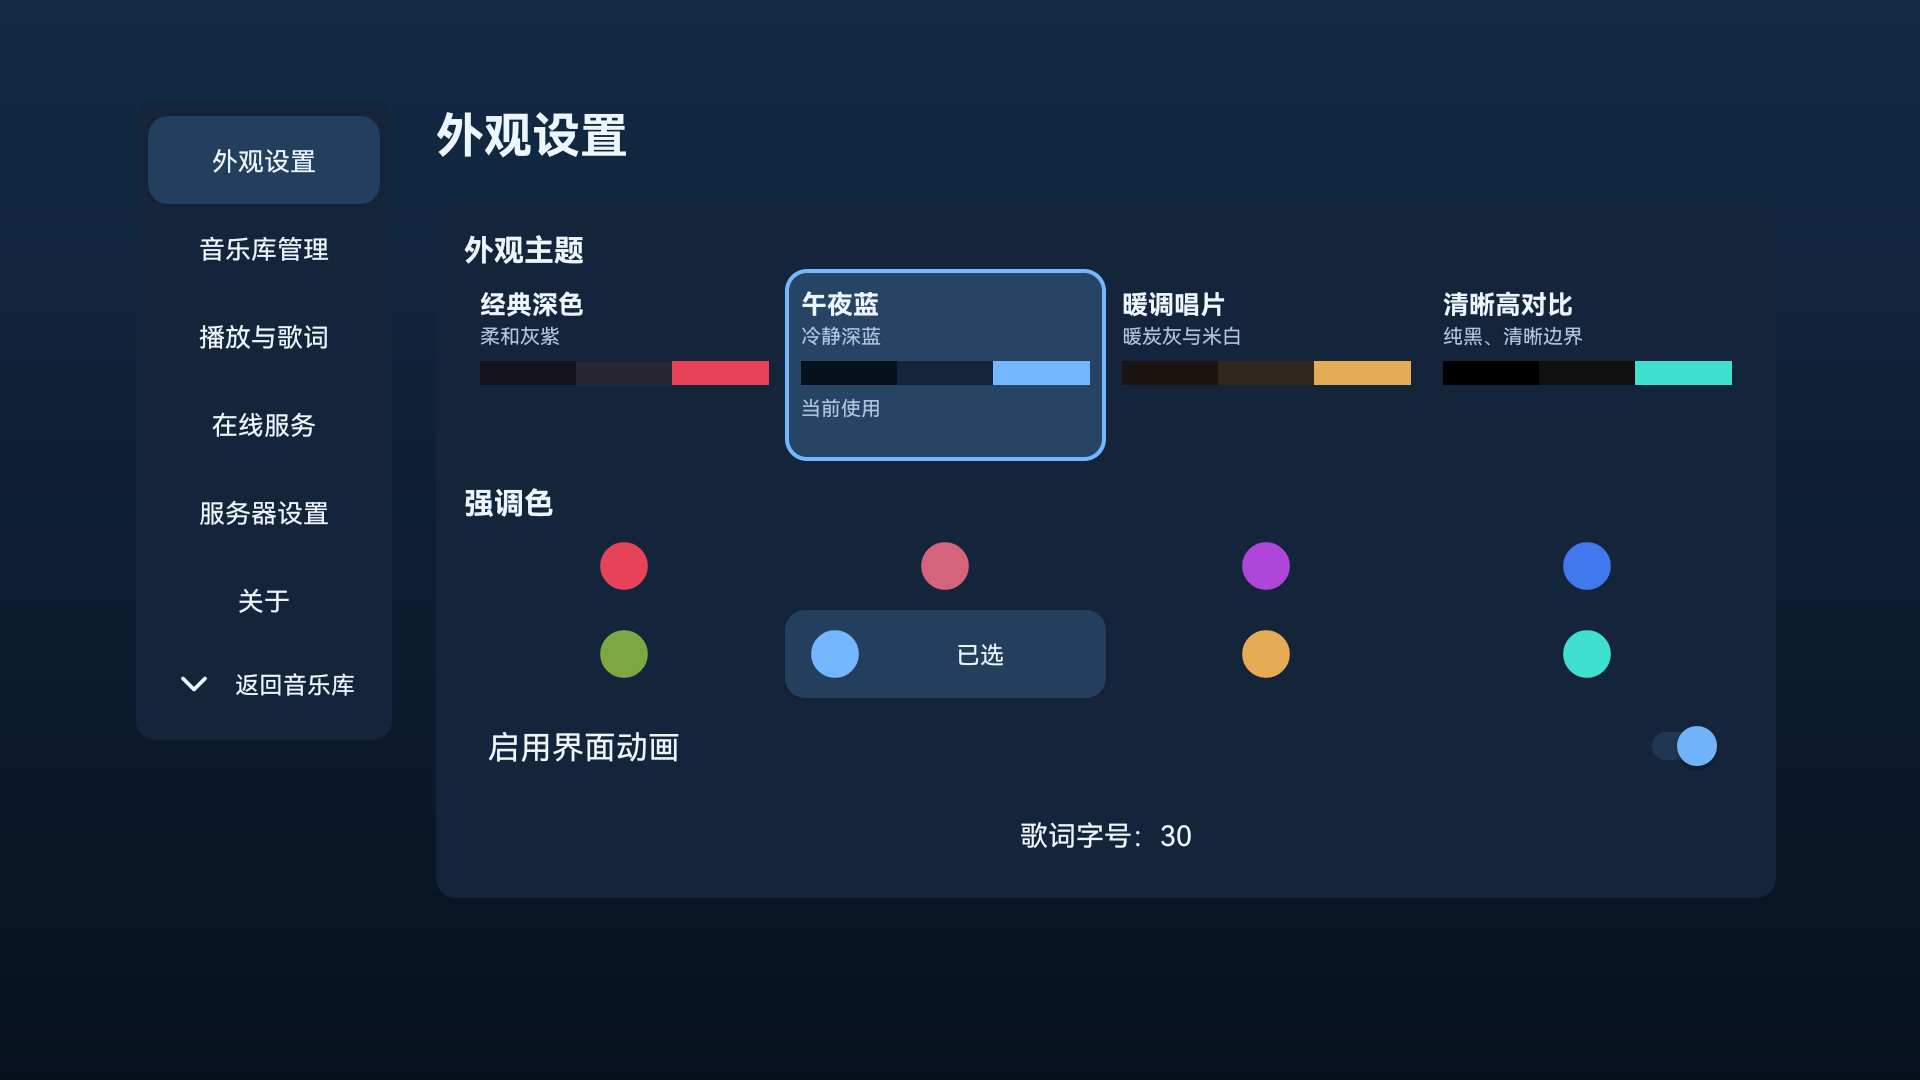 外观设置
音乐库管理
播放与歌词
在线服务
服务器设置
关于
返回音乐库
外观设置
外观主题
经典深色
柔和灰紫
午夜蓝
冷静深蓝
当前使用
暖调唱片
暖炭灰与米白
清晰高对比
纯黑、清晰边界
强调色
已选
启用界面动画
歌词字号：30